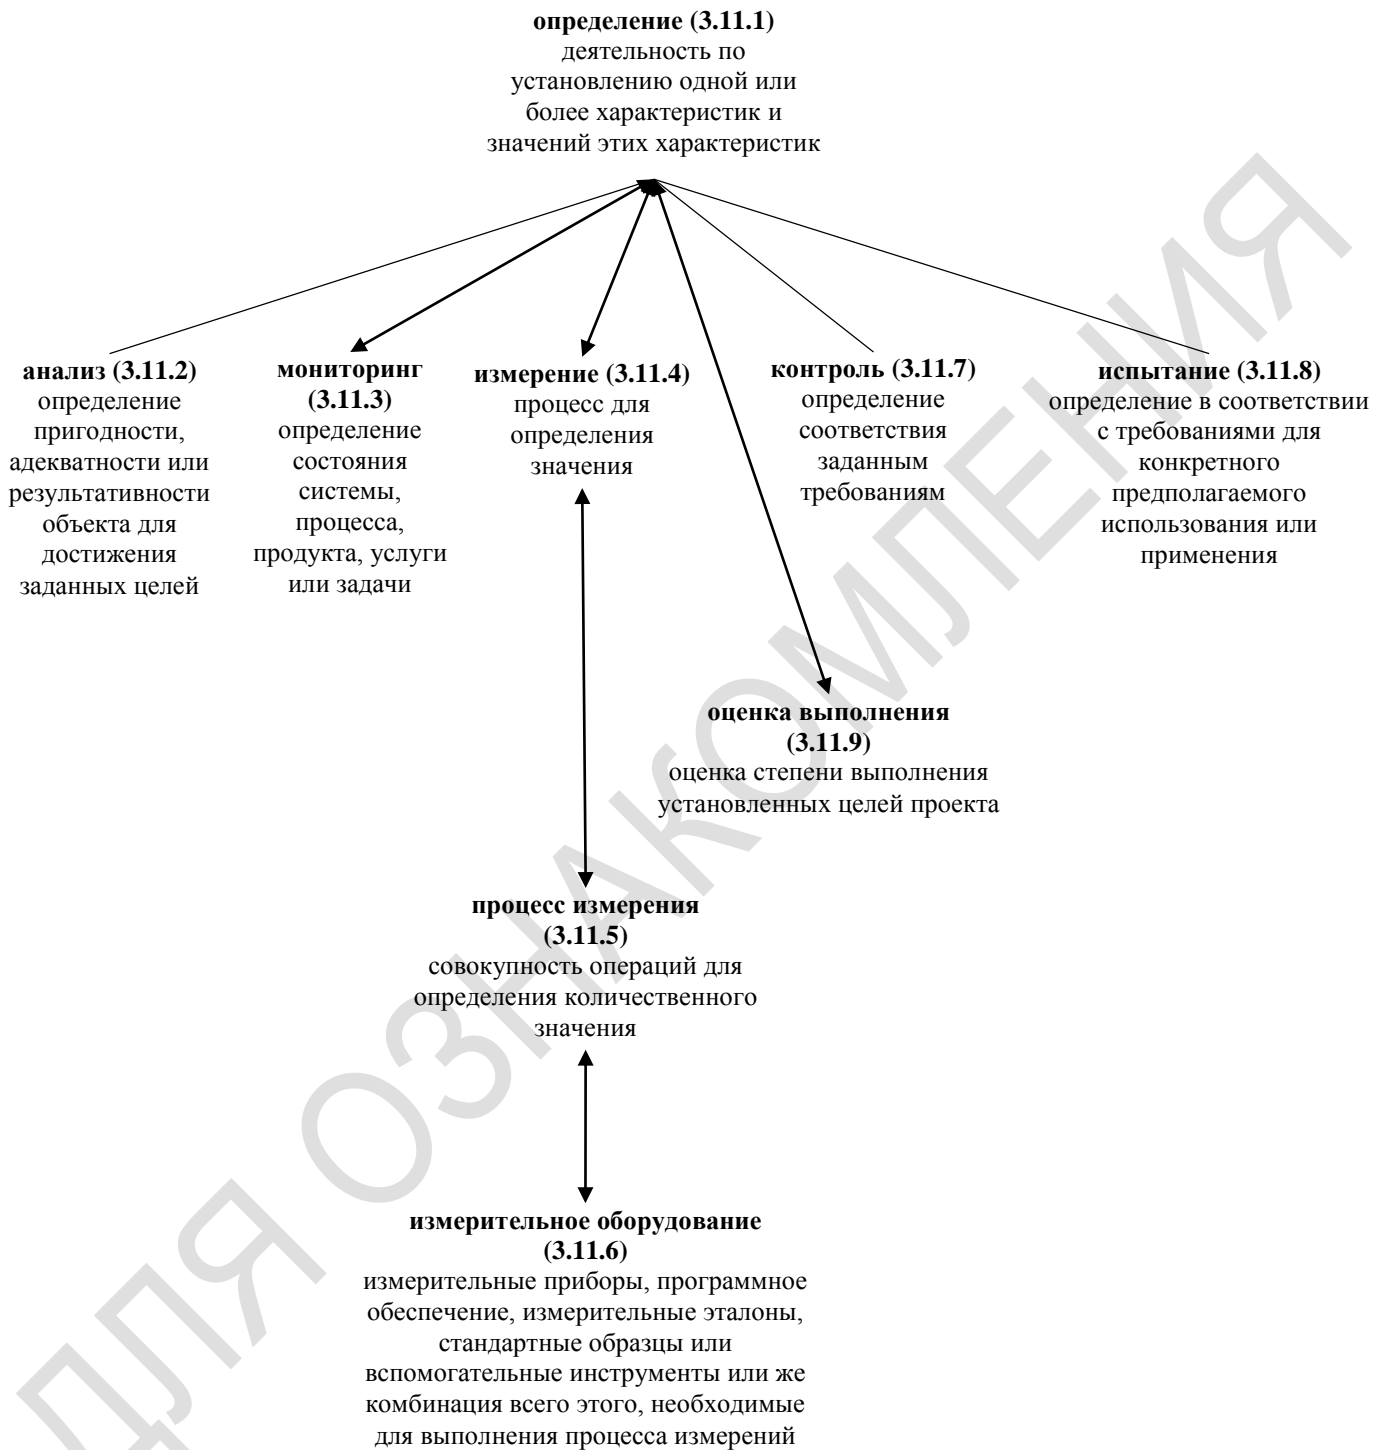 определение (3.11.1)
деятельность по
установлению одной или
более характеристик и
значений этих характеристик
анализ (3.11.2)
определение
пригодности,
адекватности или
результативности
объекта для
достижения
заданных целей
мониторинг
(3.11.3)
определение
состояния
системы,
процесса,
продукта, услуги
или задачи
измерение (3.11.4)
процесс для
определения
значения
контроль (3.11.7)
определение
соответствия
заданным
требованиям
испытание (3.11.8)
определение в соответствии
с требованиями для
конкретного
предполагаемого
использования или
применения
оценка выполнения
(3.11.9)
оценка степени выполнения
установленных целей проекта
процесс измерения
(3.11.5)
совокупность операций для
определения количественного
значения
измерительное оборудование
(3.11.6)
измерительные приборы, программное
обеспечение, измерительные эталоны,
стандартные образцы или
вспомогательные инструменты или же
комбинация всего этого, необходимые
для выполнения процесса измерений
ДЛЯ ОЗНАКОМЛЕНИЯ